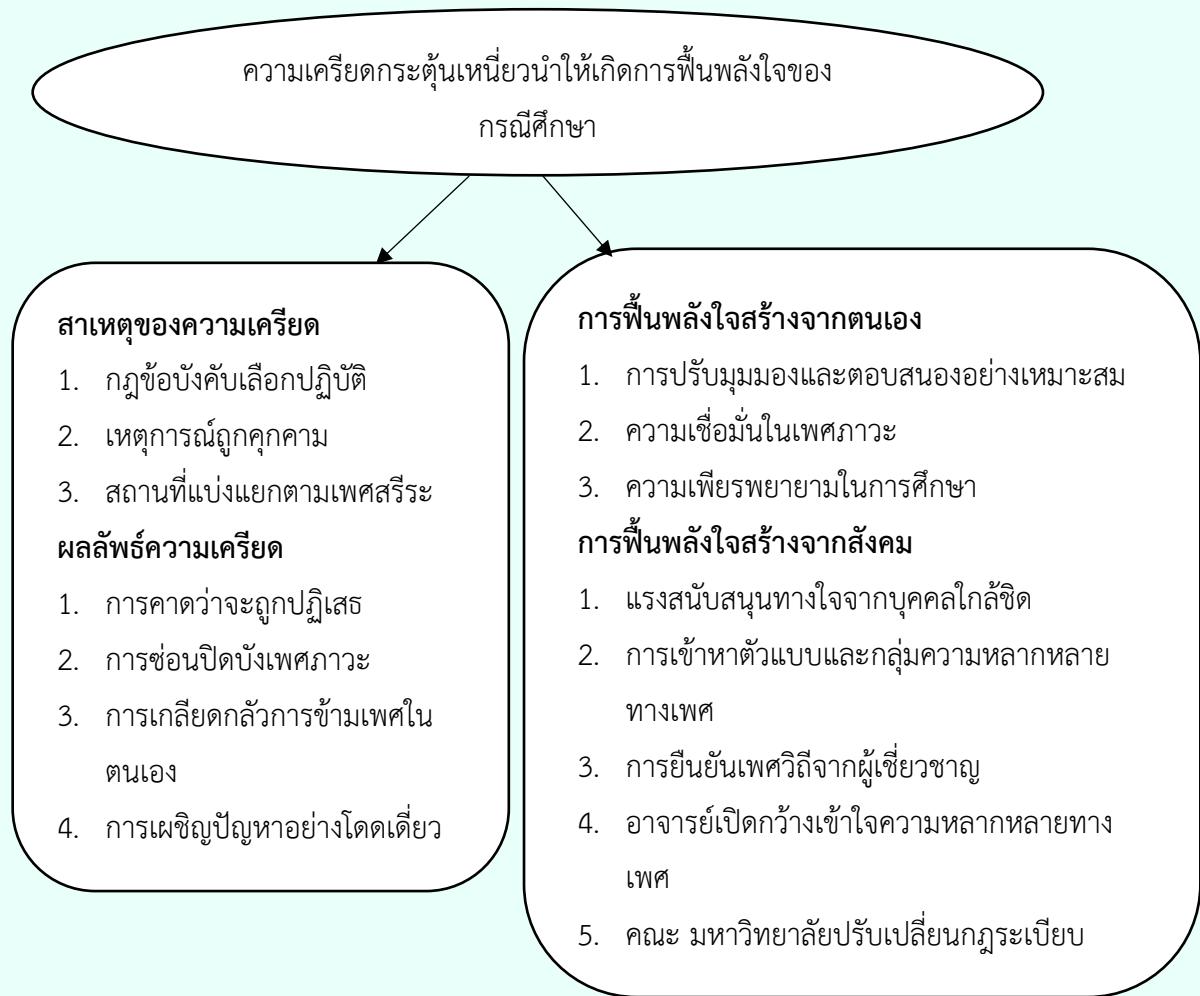 ความเครียดกระตุ้นเหนี่ยวนำให้เกิดการฟื้นพลังใจของ
กรณีศึกษา
สาเหตุของความเครียด
1. กฎข้อบังคับเลือกปฏิบัติ
2. เหตุการณ์ถูกคุกคาม
3. สถานที่แบ่งแยกตามเพศสรีระ
ผลลัพธ์ความเครียด
1. การคาดว่าจะถูกปฏิเสธ
2. การซ่อนปิดบังเพศภาวะ
3. การเกลียดกลัวการข้ามเพศใน
ตนเอง
4. การเผชิญปัญหาอย่างโดดเดี่ยว
การฟื้นพลังใจสร้างจากตนเอง
1. การปรับมุมมองและตอบสนองอย่างเหมาะสม
2. ความเชื่อมั่นในเพศภาวะ
3. ความเพียรพยายามในการศึกษา
การฟื้นพลังใจสร้างจากสังคม
1. แรงสนับสนุนทางใจจากบุคคลใกล้ชิด
2. การเข้าหาตัวแบบและกลุ่มความหลากหลาย
ทางเพศ
3. การยืนยันเพศวิถีจากผู้เชี่ยวชาญ
4. อาจารย์เปิดกว้างเข้าใจความหลากหลายทาง
เพศ
5. คณะ มหาวิทยาลัยปรับเปลี่ยนกฎระเบียบ